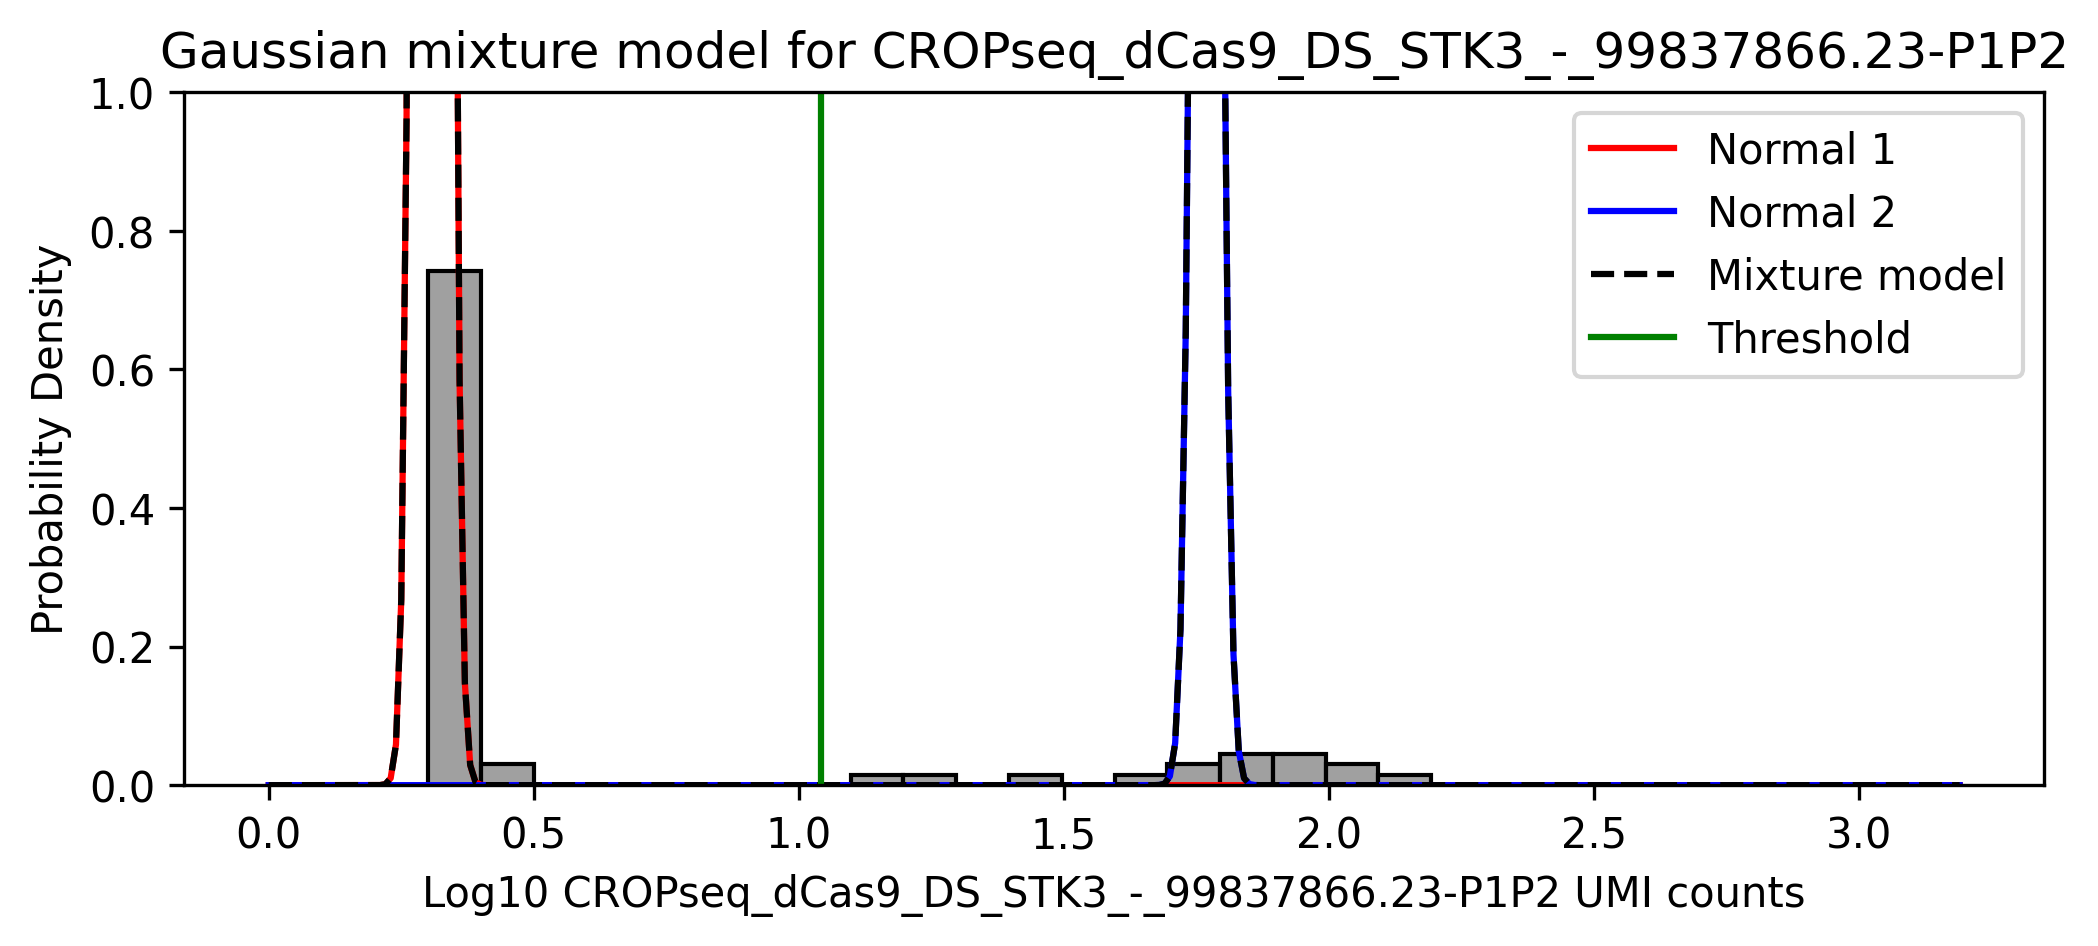 Gaussian mixture model for CROPseq_dCas9_DS_STK3_-_99837866.23-P1P2
1.0
0.8
0.6
0.4
0.2
0.0
Probability Density
Normal 1
Normal 2
Mixture model
Threshold
0.0 0.5 1.0 1.5 2.0 2.5 3.0
Log10 CROPseq_dCas9_DS_STK3_-_99837866.23-P1P2 UMI counts